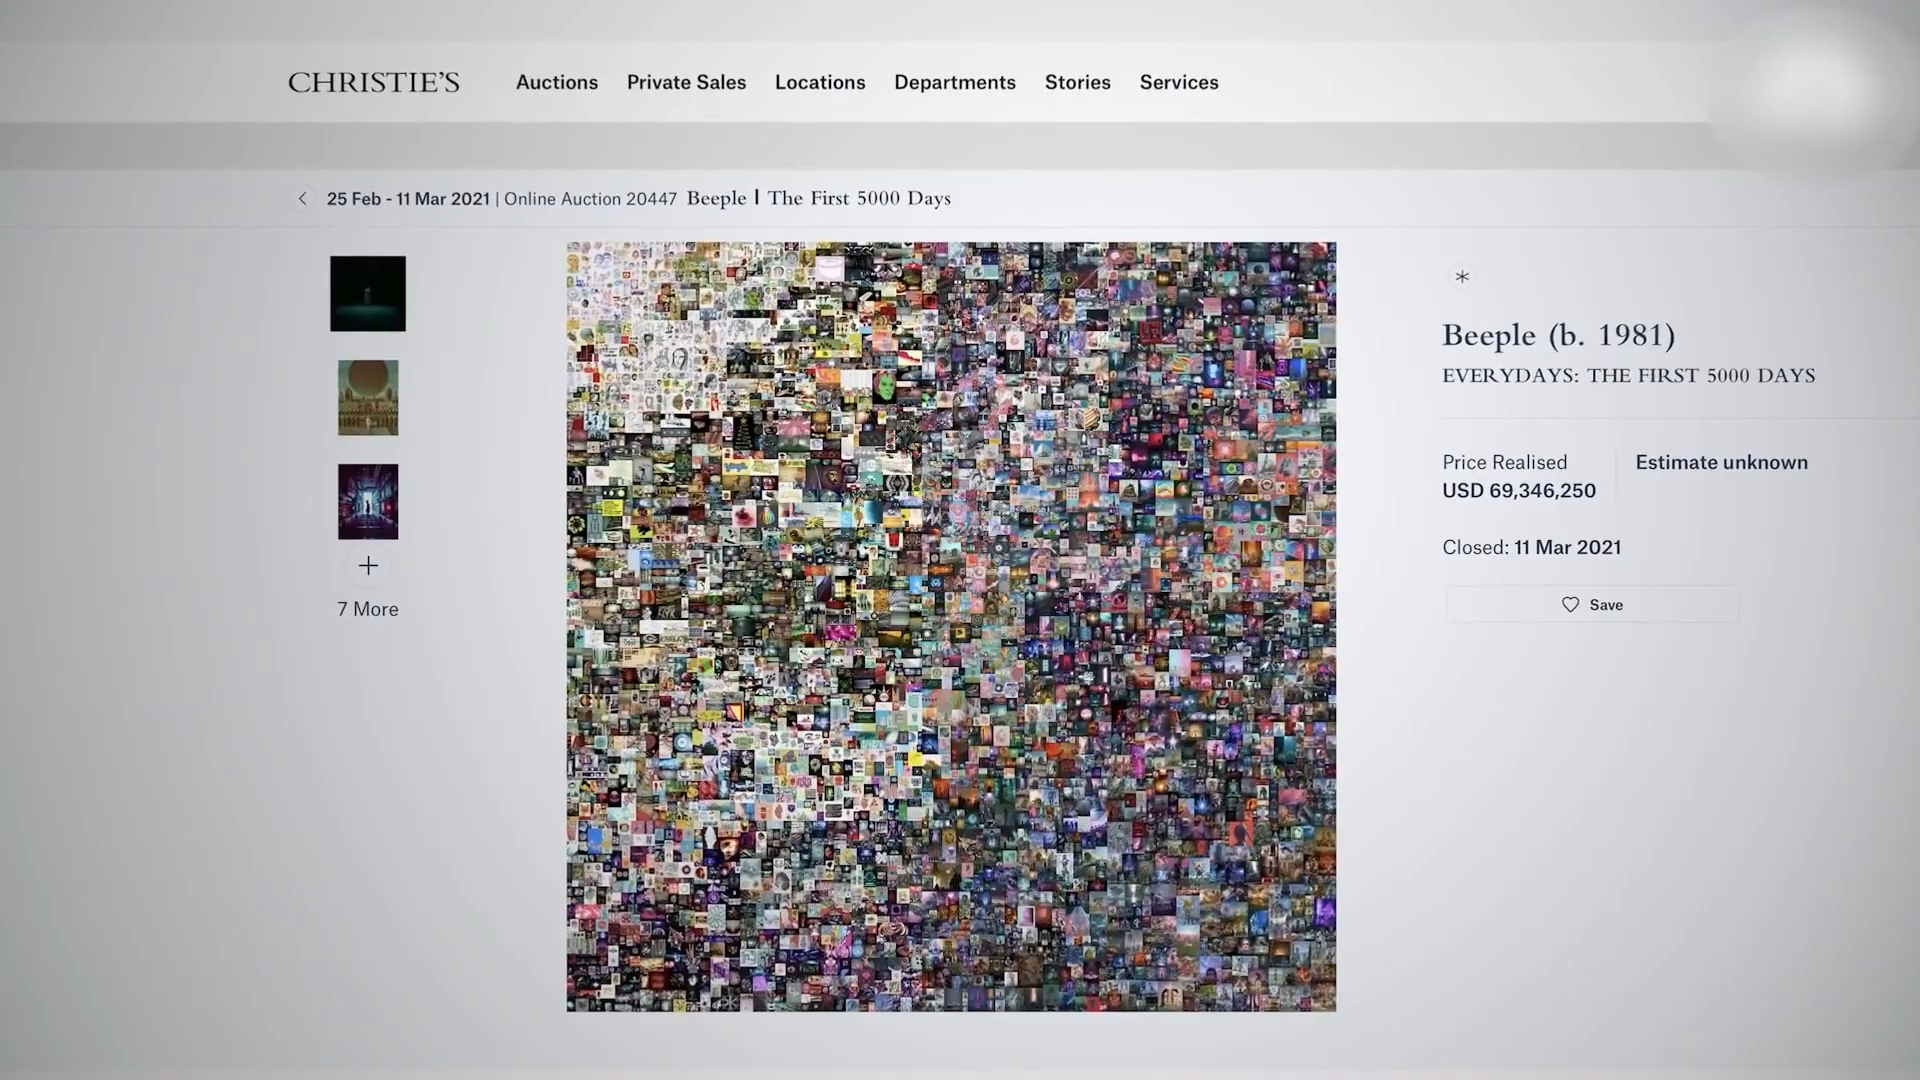 CHRISTIE'S Auctions Private Sales Locations Departments Stories Services
25 Feb - 11 Mar 2021 | Online Auction 20447 Beeple | The First 5000 Days
Beeple (b. 1981)
EVERYDAYS: THE FIRST 5000 DAYS
Price Realised
USD 69,346,250
Estimate unknown
Closed: 11 Mar 2021
Save
7 More